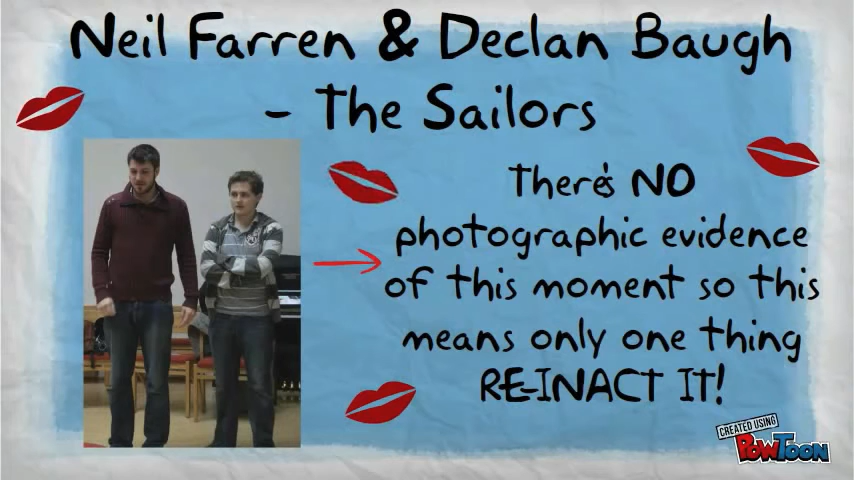 Neil Farren & Declan Baugh
- The Sailors
There's NO
photographic evidence
of this moment so this
means only one thing
RE-INACT IT!
CREATED USING
POWTOON